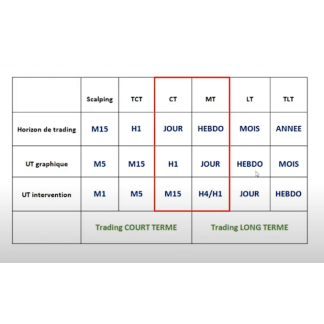 Scalping TCT CT MT LT TLT
Horizon de trading M15 H1 JOUR HEBDO MOIS ANNEE
UT graphique M5 M15 H1 JOUR HEBDO MOIS
UT intervention M1 M5 M15 H4/H1 JOUR HEBDO
Trading COURT TERME Trading LONG TERME